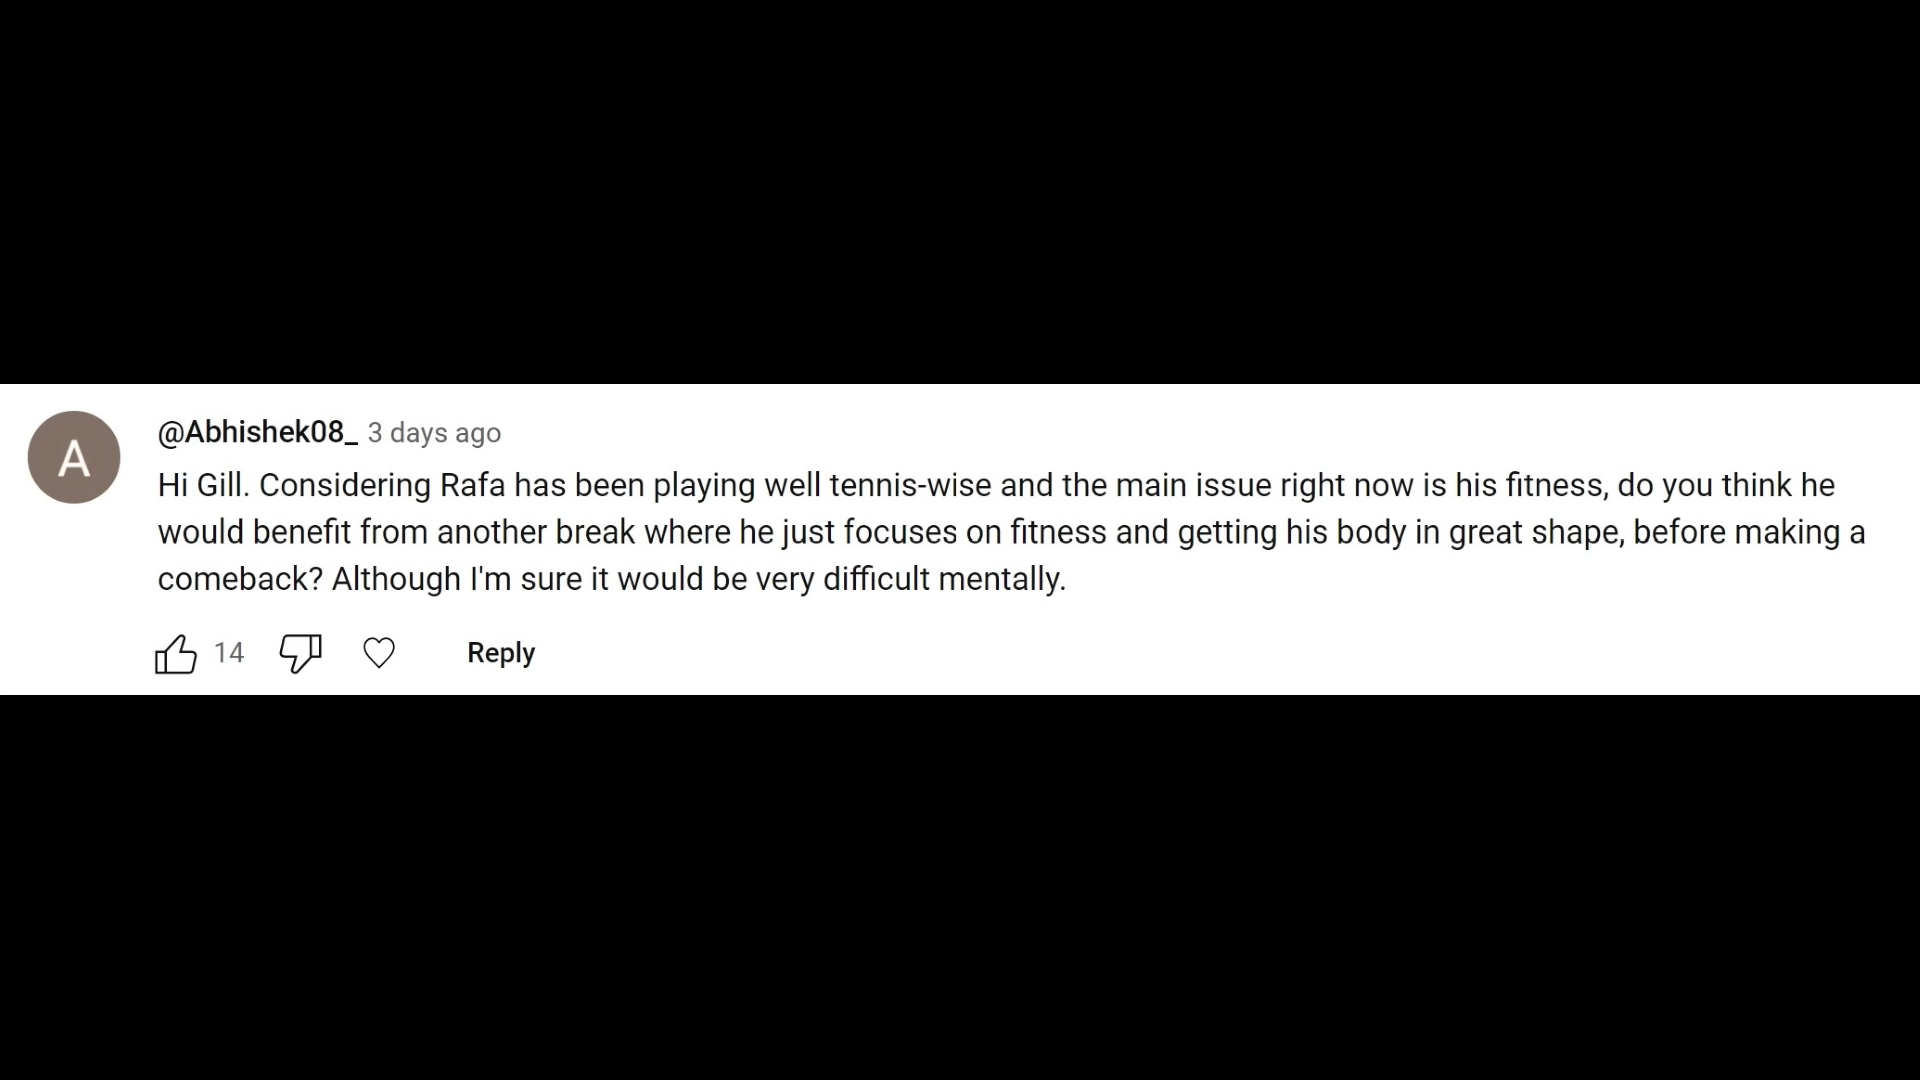 A
@Abhishek08_ 3 days ago
Hi Gill. Considering Rafa has been playing well tennis-wise and the main issue right now is his fitness, do you think he
would benefit from another break where he just focuses on fitness and getting his body in great shape, before making a
comeback? Although I'm sure it would be very difficult mentally.
14 Reply